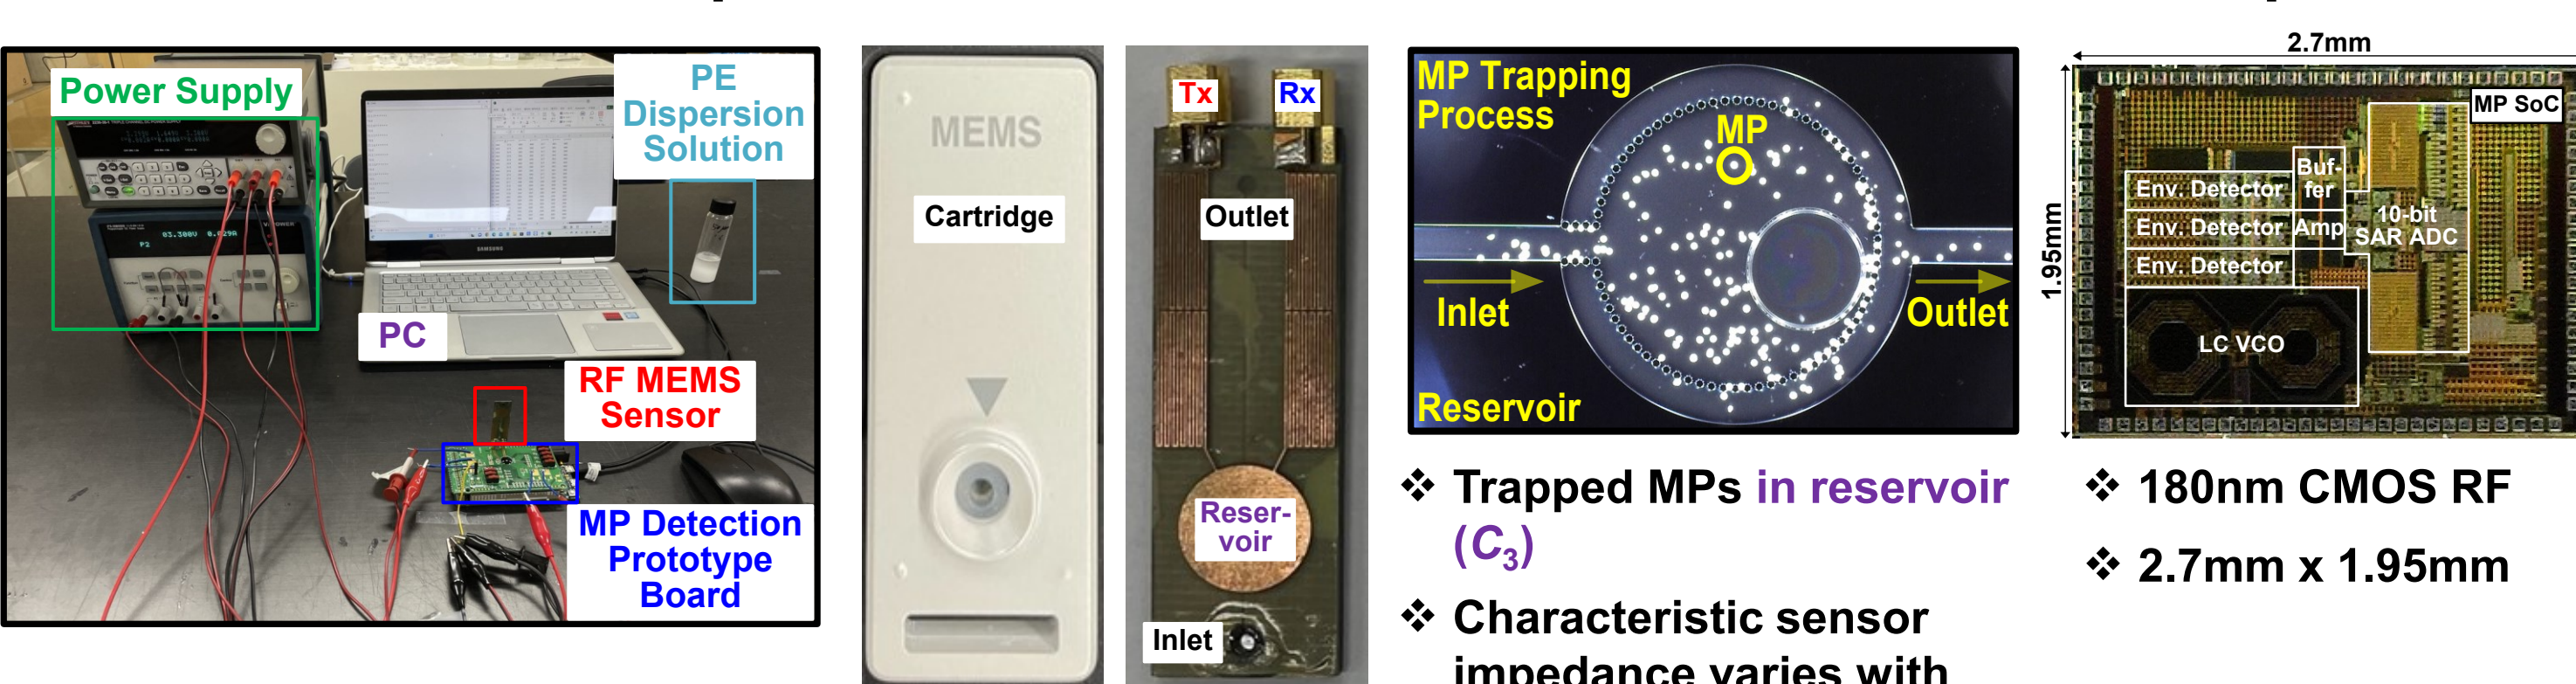 Power Supply
PE
Dispersion
Solution
SAMSUNG
PC
RF MEMS
Sensor
MP Detection
Prototype
Board
MEMS
Cartridge
Tx
Rx
Outlet
Reser-
voir
Inlet
MP Trapping
Process
MP
Inlet
Outlet
Reservoir
❖ Trapped MPs in reservoir
(C3)
❖ Characteristic sensor
impedance varies with
2.7mm
1.95mm
MP SoC
Env. Detector
Env. Detector
Env. Detector
Buf-
fer
Amp
10-bit
SAR ADC
LC VCO
❖ 180nm CMOS RF
❖ 2.7mm x 1.95mm